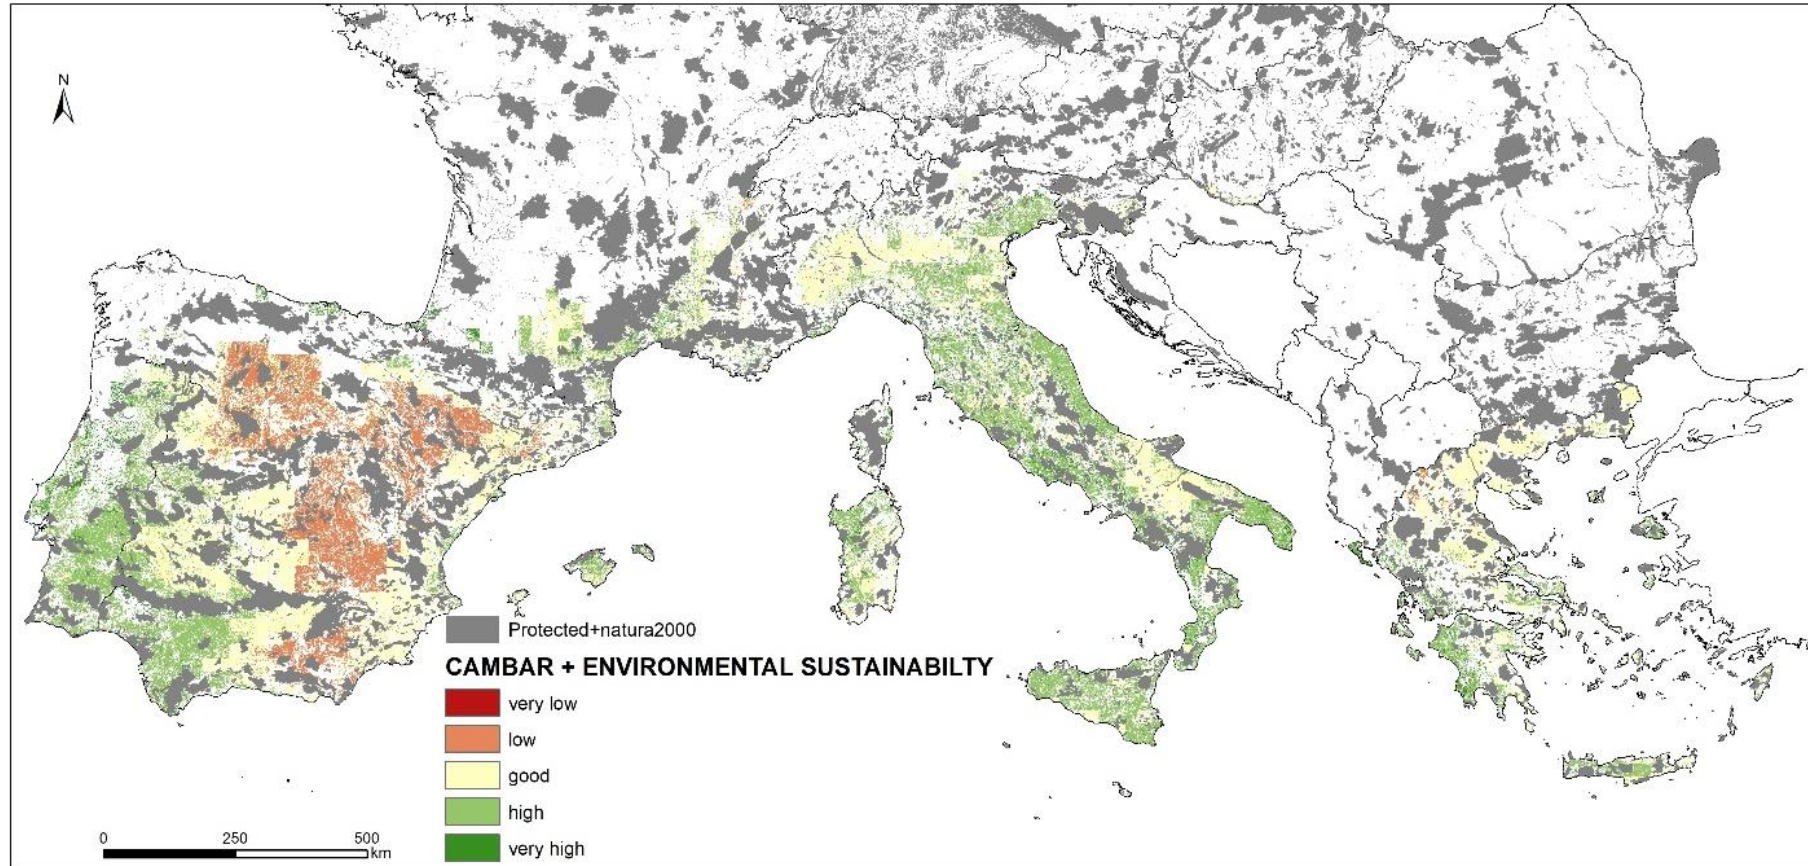 N
Protected+natura2000
CAMBAR + ENVIRONMENTAL SUSTAINABILTY
very low
low
good
high
very high
0 250 500
km